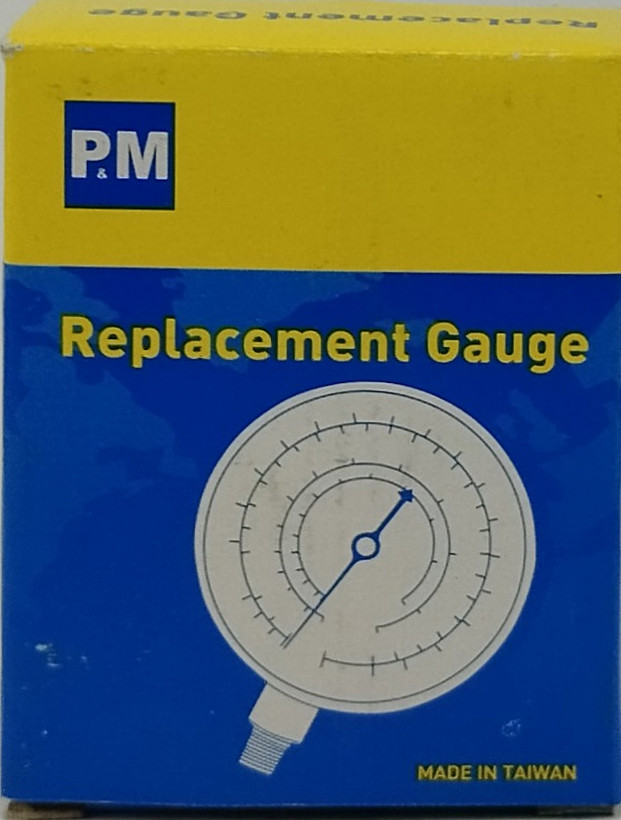 Replacement Gauge
P&M
Replacement Gauge
MADE IN TAIWAN